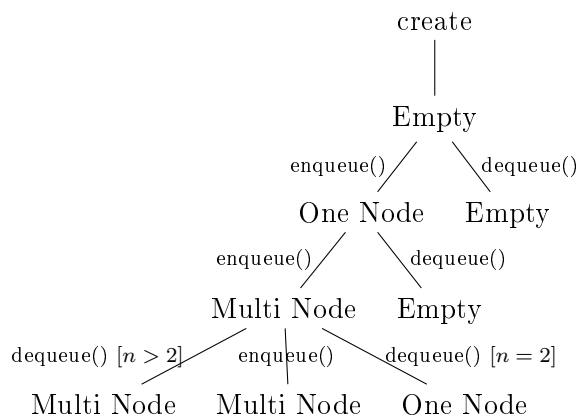 create
Empty
enqueue() dequeue()
One Node Empty
enqueue() dequeue()
Multi Node Empty
dequeue() [n > 2] enqueue() dequeue() [n = 2]
Multi Node Multi Node One Node